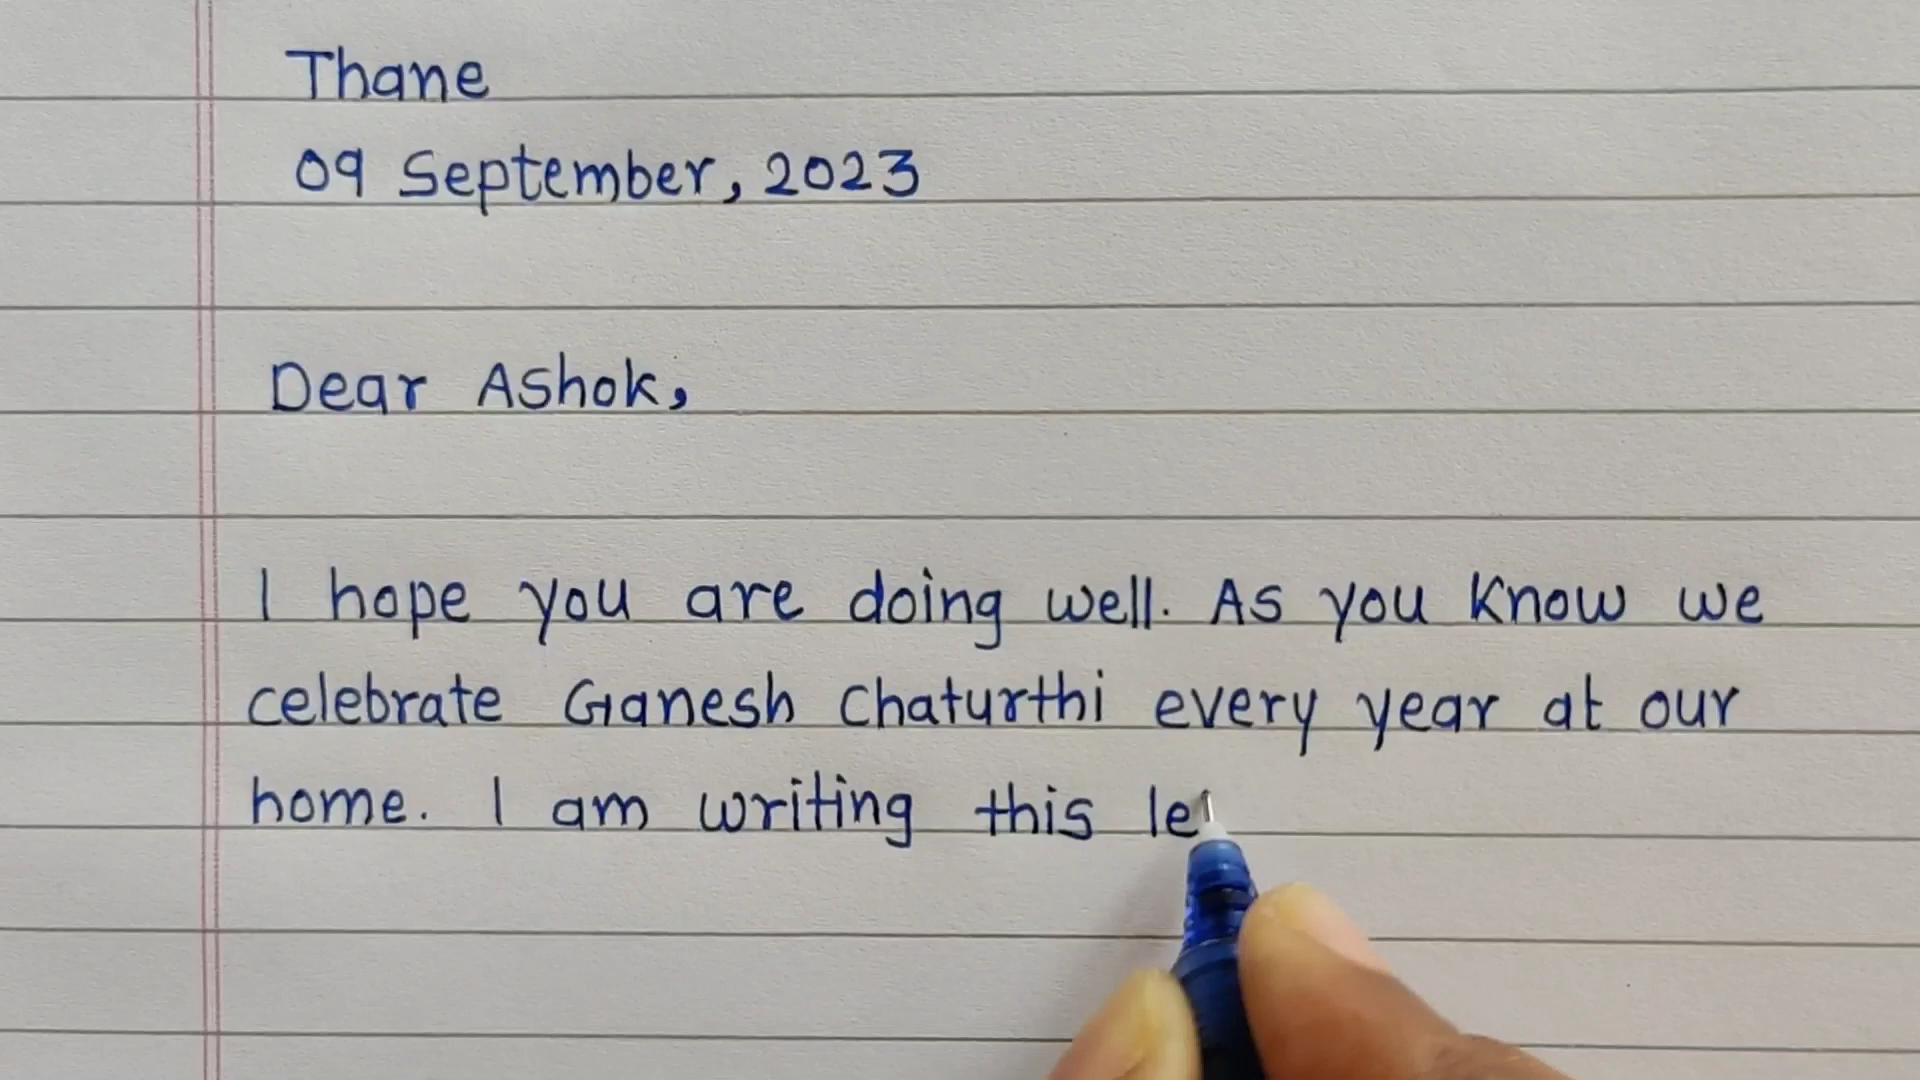 Thane
09 September, 2023
Dear Ashok,
I hope you are doing well. As you know we
celebrate Ganesh Chaturthi every year at our
home. I am writing this le